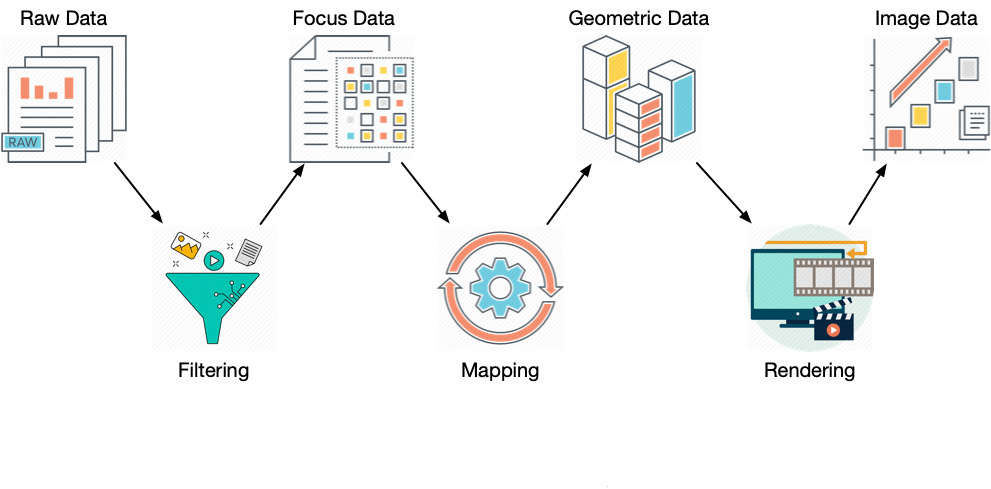 Raw Data
Focus Data
Geometric Data
Image Data
RAW
Filtering
Mapping
Rendering